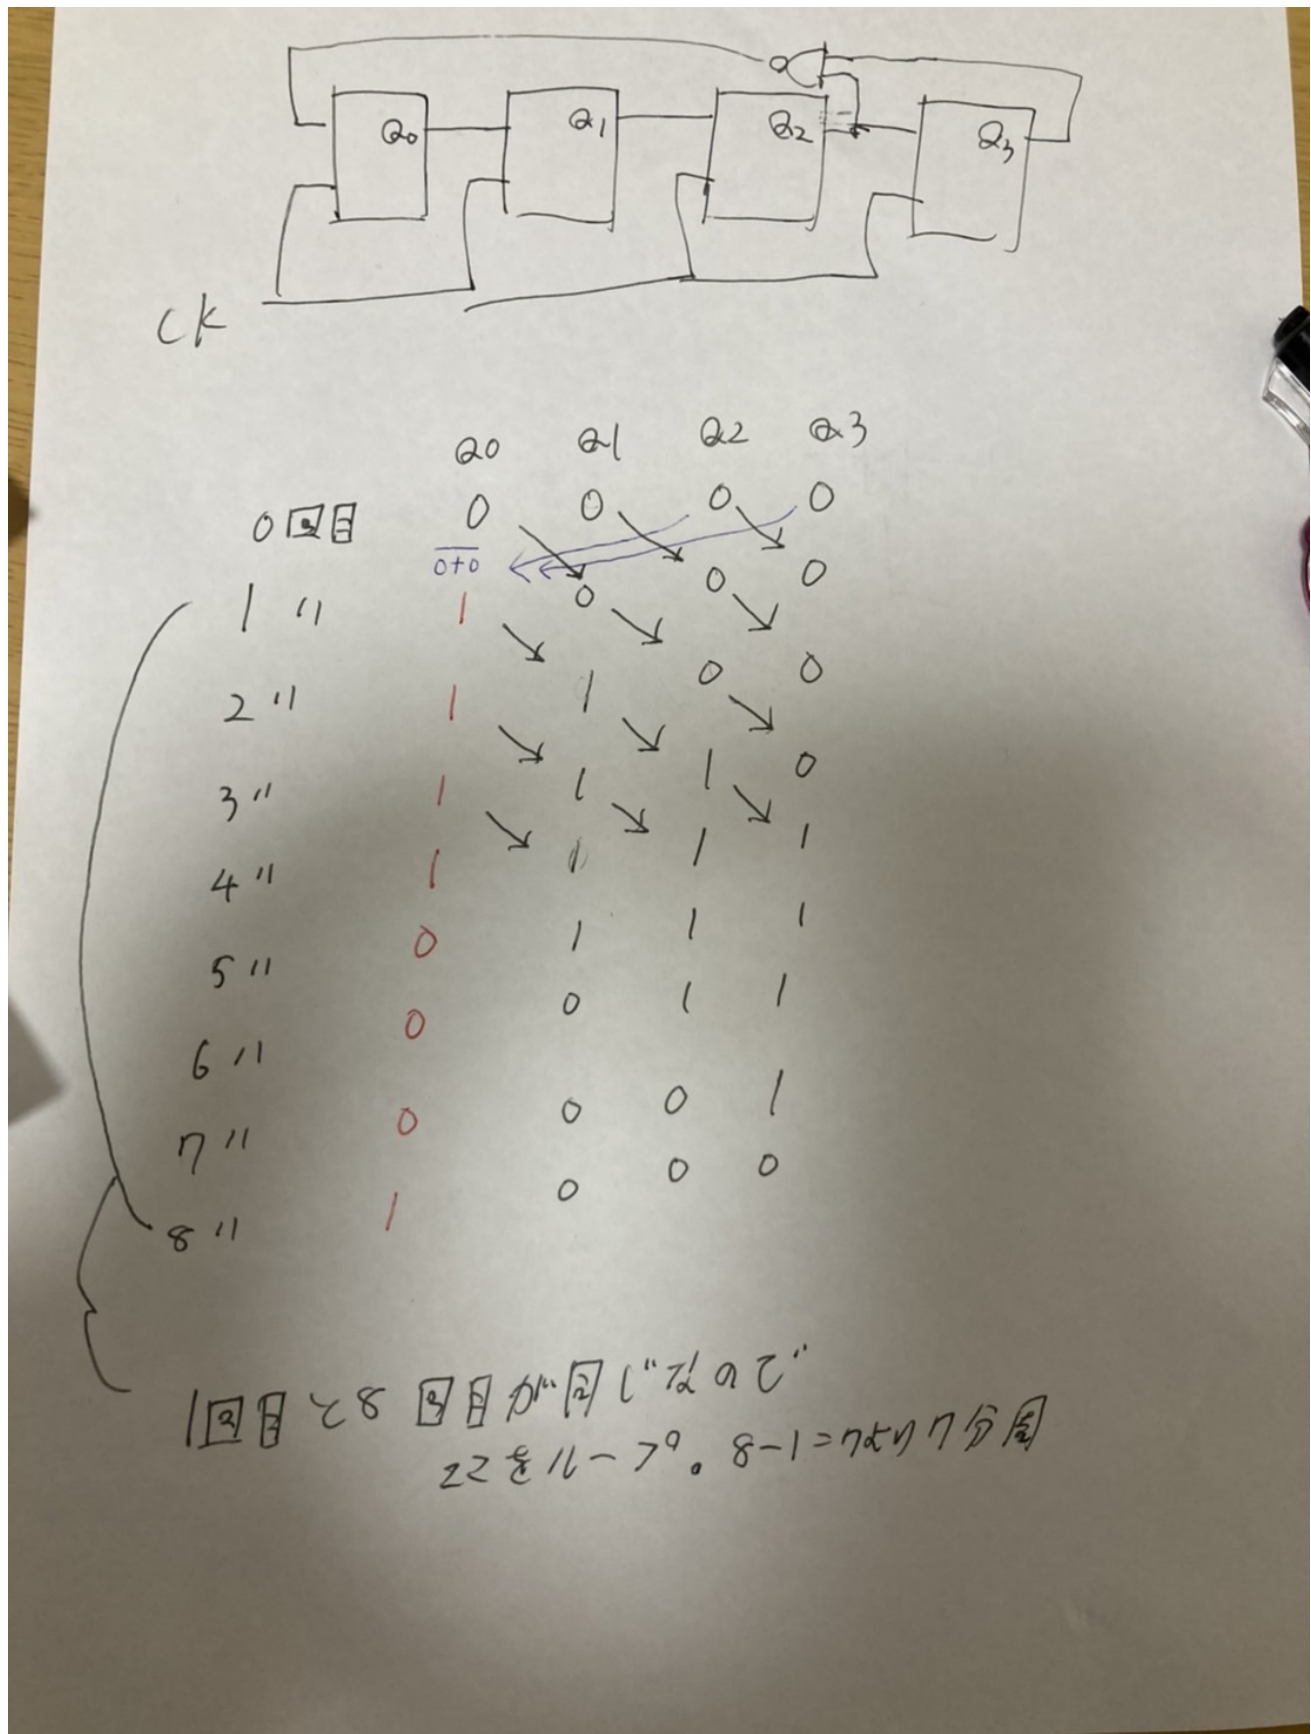 Q0 Q1 Q2 Q3
CK
Q0 Q1 Q2 Q3
0回目 0 0 0 0
0+0
1 〃 1 0 0 0
2 〃 1 1 0 0
3 〃 1 1 1 0
4 〃 1 1 1 1
5 〃 0 1 1 1
6 〃 0 0 1 1
7 〃 0 0 0 1
8 〃 1 0 0 0
1回目と8回目が同じなので
ここをループ。8-1=7より7分周